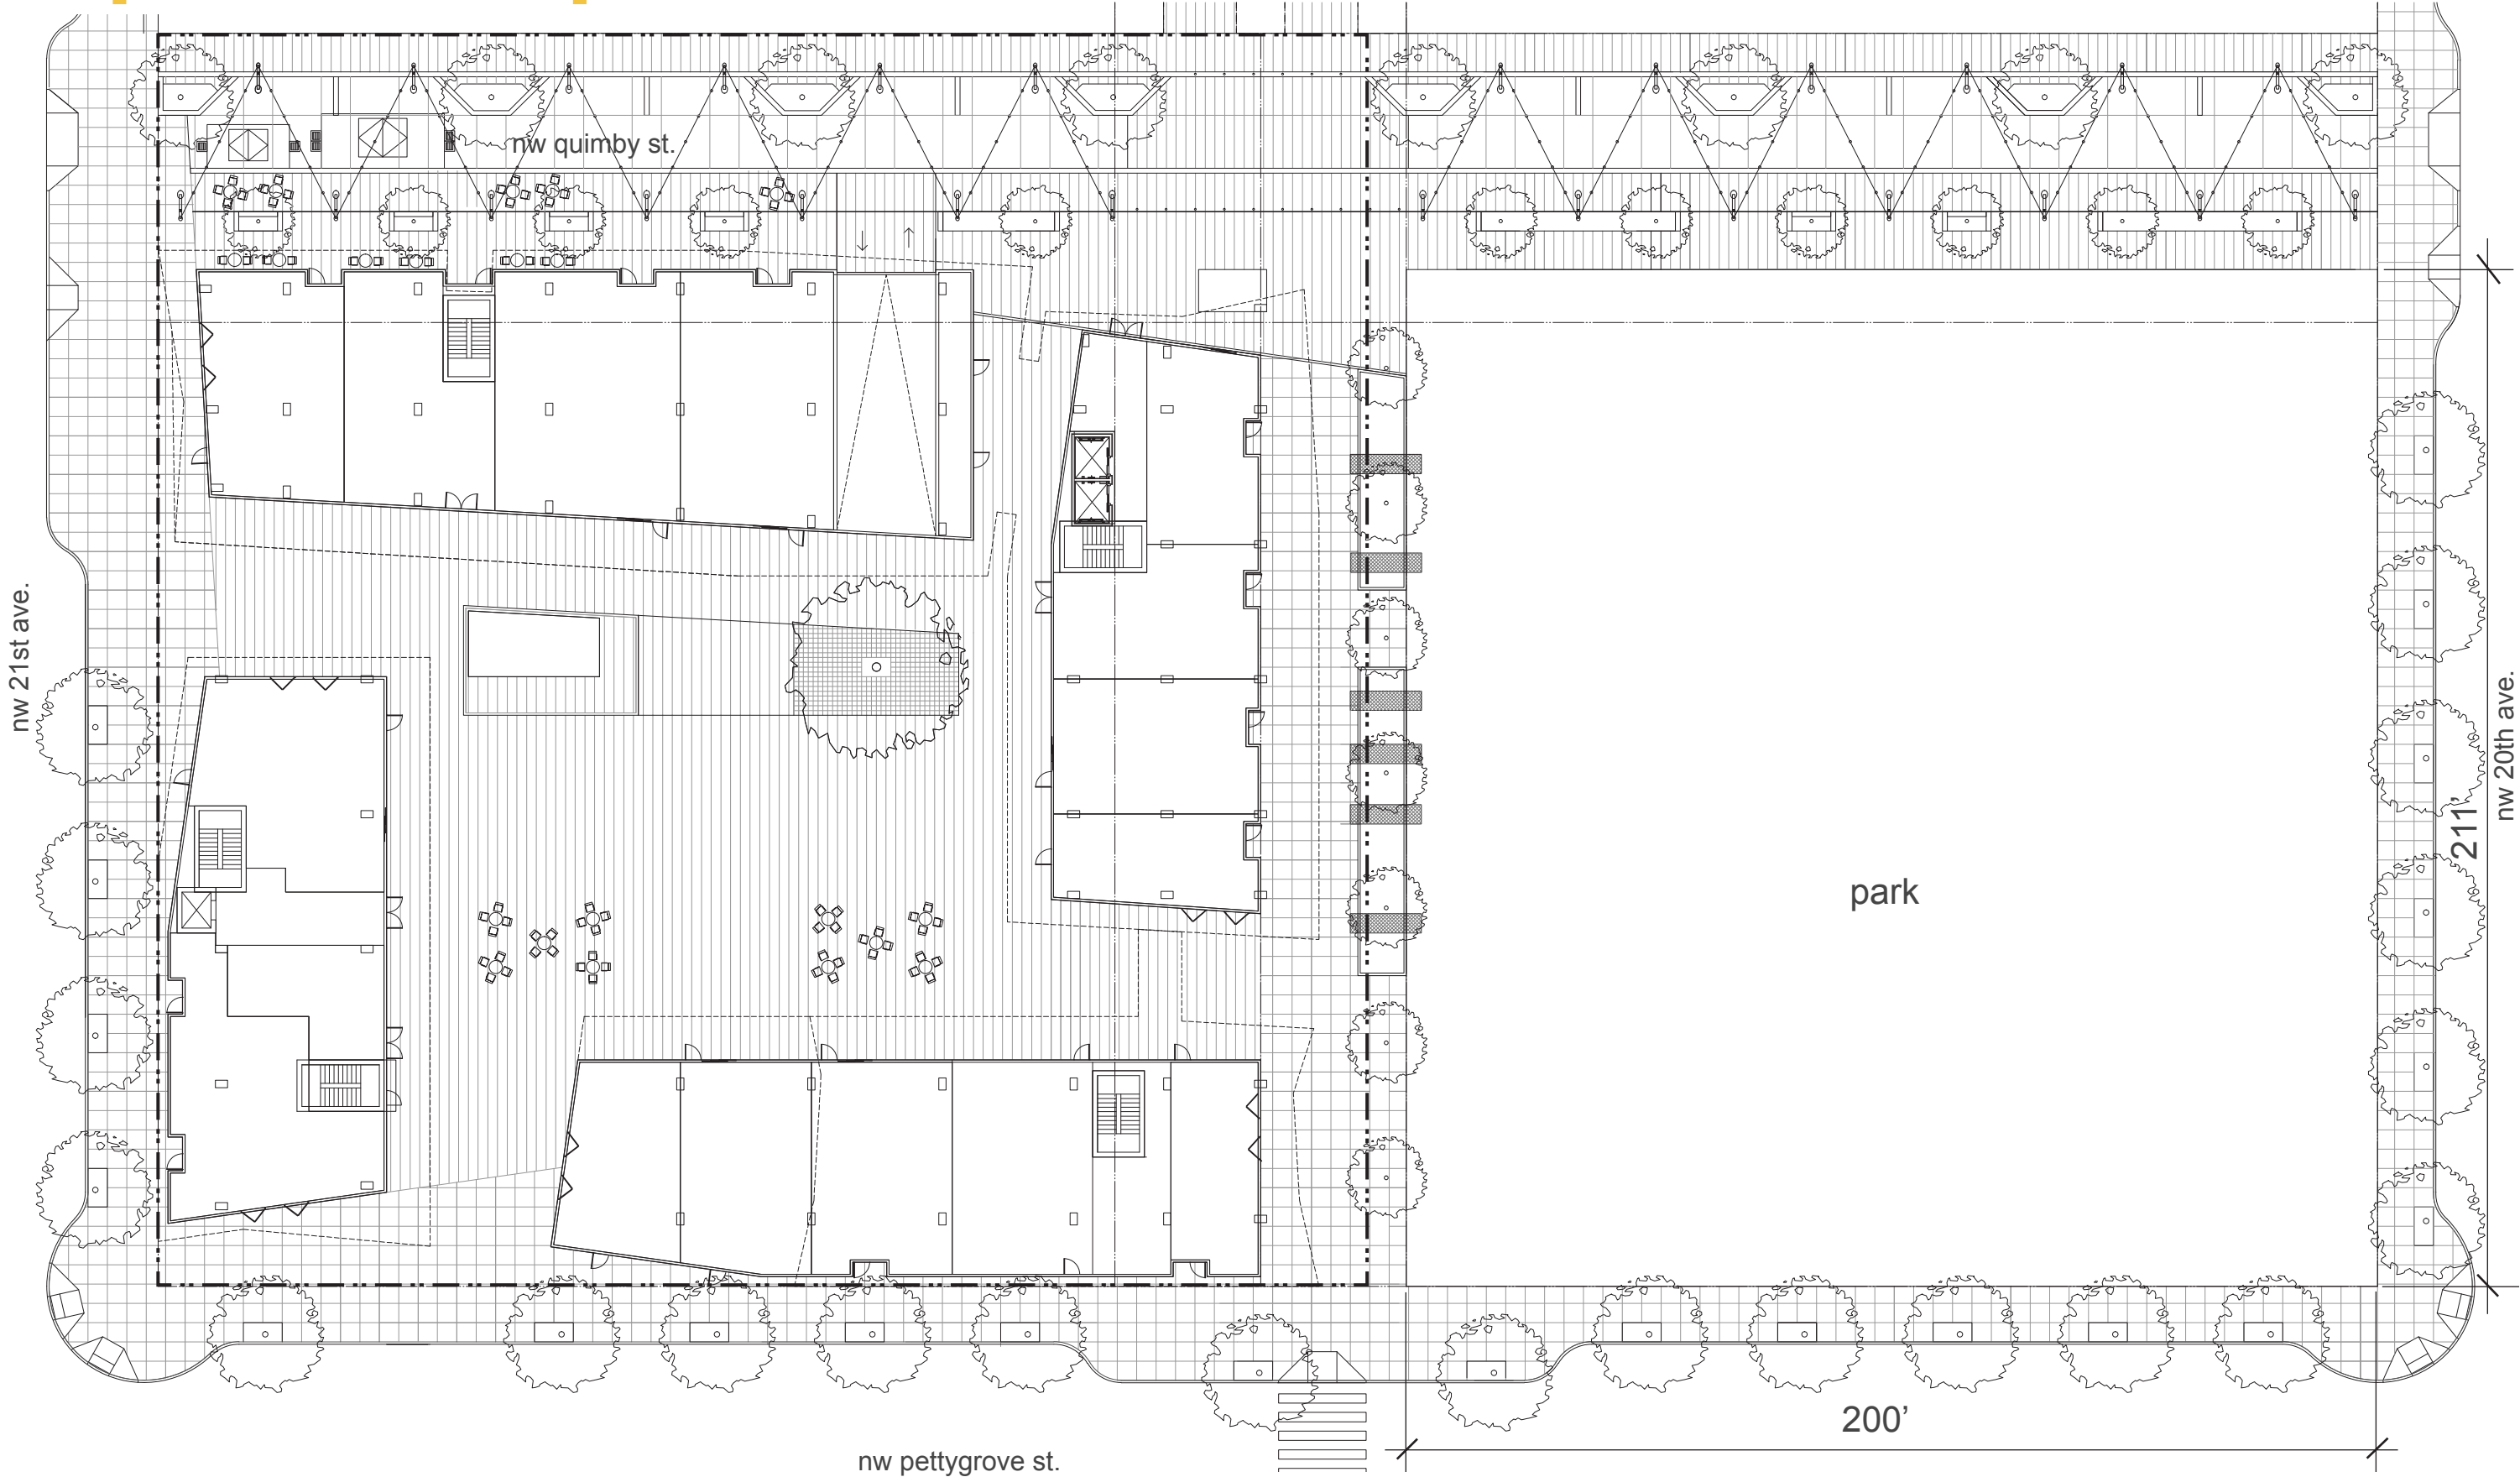 nw quimby st.
nw 21st ave.
nw 20th ave.
211'
park
200'
nw pettygrove st.